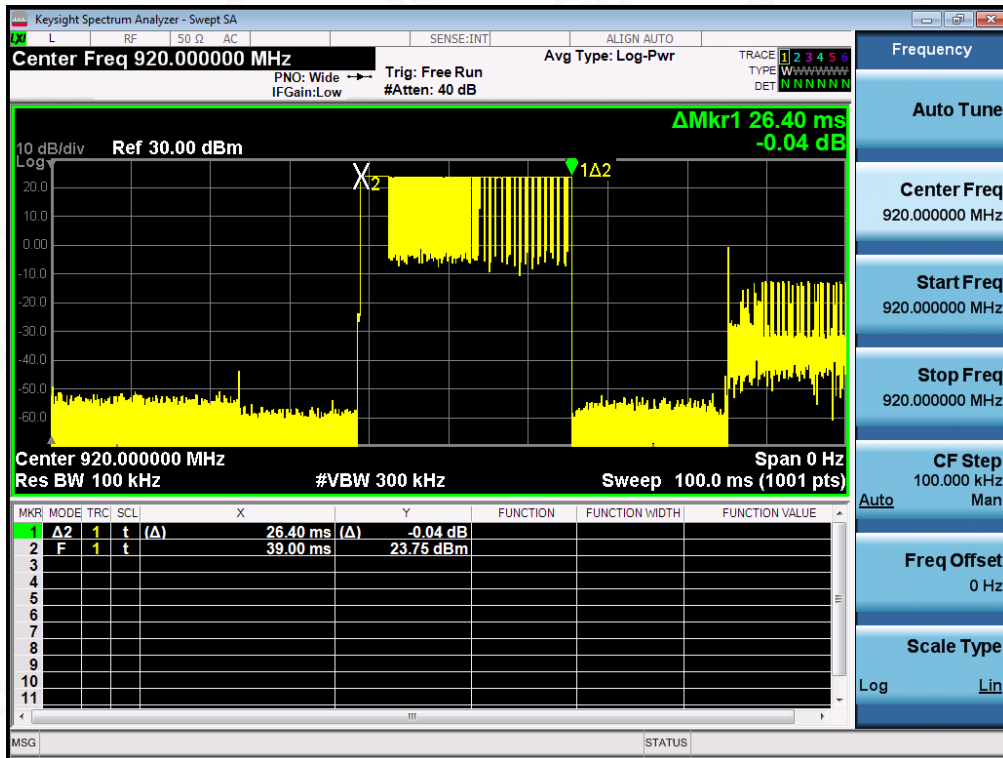 Keysight Spectrum Analyzer - Swept SA
LXI L RF 50 Ω AC SENSE:INT ALIGN AUTO
Center Freq 920.000000 MHz
PNO: Wide
IFGain:Low
Trig: Free Run
#Atten: 40 dB
Avg Type: Log-Pwr
TRACE 1 2 3 4 5 6
TYPE WWWWWW
DET N N N N N N
ΔMkr1 26.40 ms
-0.04 dB
10 dB/div Ref 30.00 dBm
Log
20.0
10.0
0.00
-10.0
-20.0
-30.0
-40.0
-50.0
-60.0
X2
1Δ2
Center 920.000000 MHz Span 0 Hz
Res BW 100 kHz #VBW 300 kHz Sweep 100.0 ms (1001 pts)
MKR MODE TRC SCL X Y FUNCTION FUNCTION WIDTH FUNCTION VALUE
1 Δ2 1 t (Δ) 26.40 ms (Δ) -0.04 dB
2 F 1 t 39.00 ms 23.75 dBm
3
4
5
6
7
8
9
10
11
MSG STATUS
Frequency
Auto Tune
Center Freq
920.000000 MHz
Start Freq
920.000000 MHz
Stop Freq
920.000000 MHz
CF Step
100.000 kHz
Auto Man
Freq Offset
0 Hz
Scale Type
Log Lin